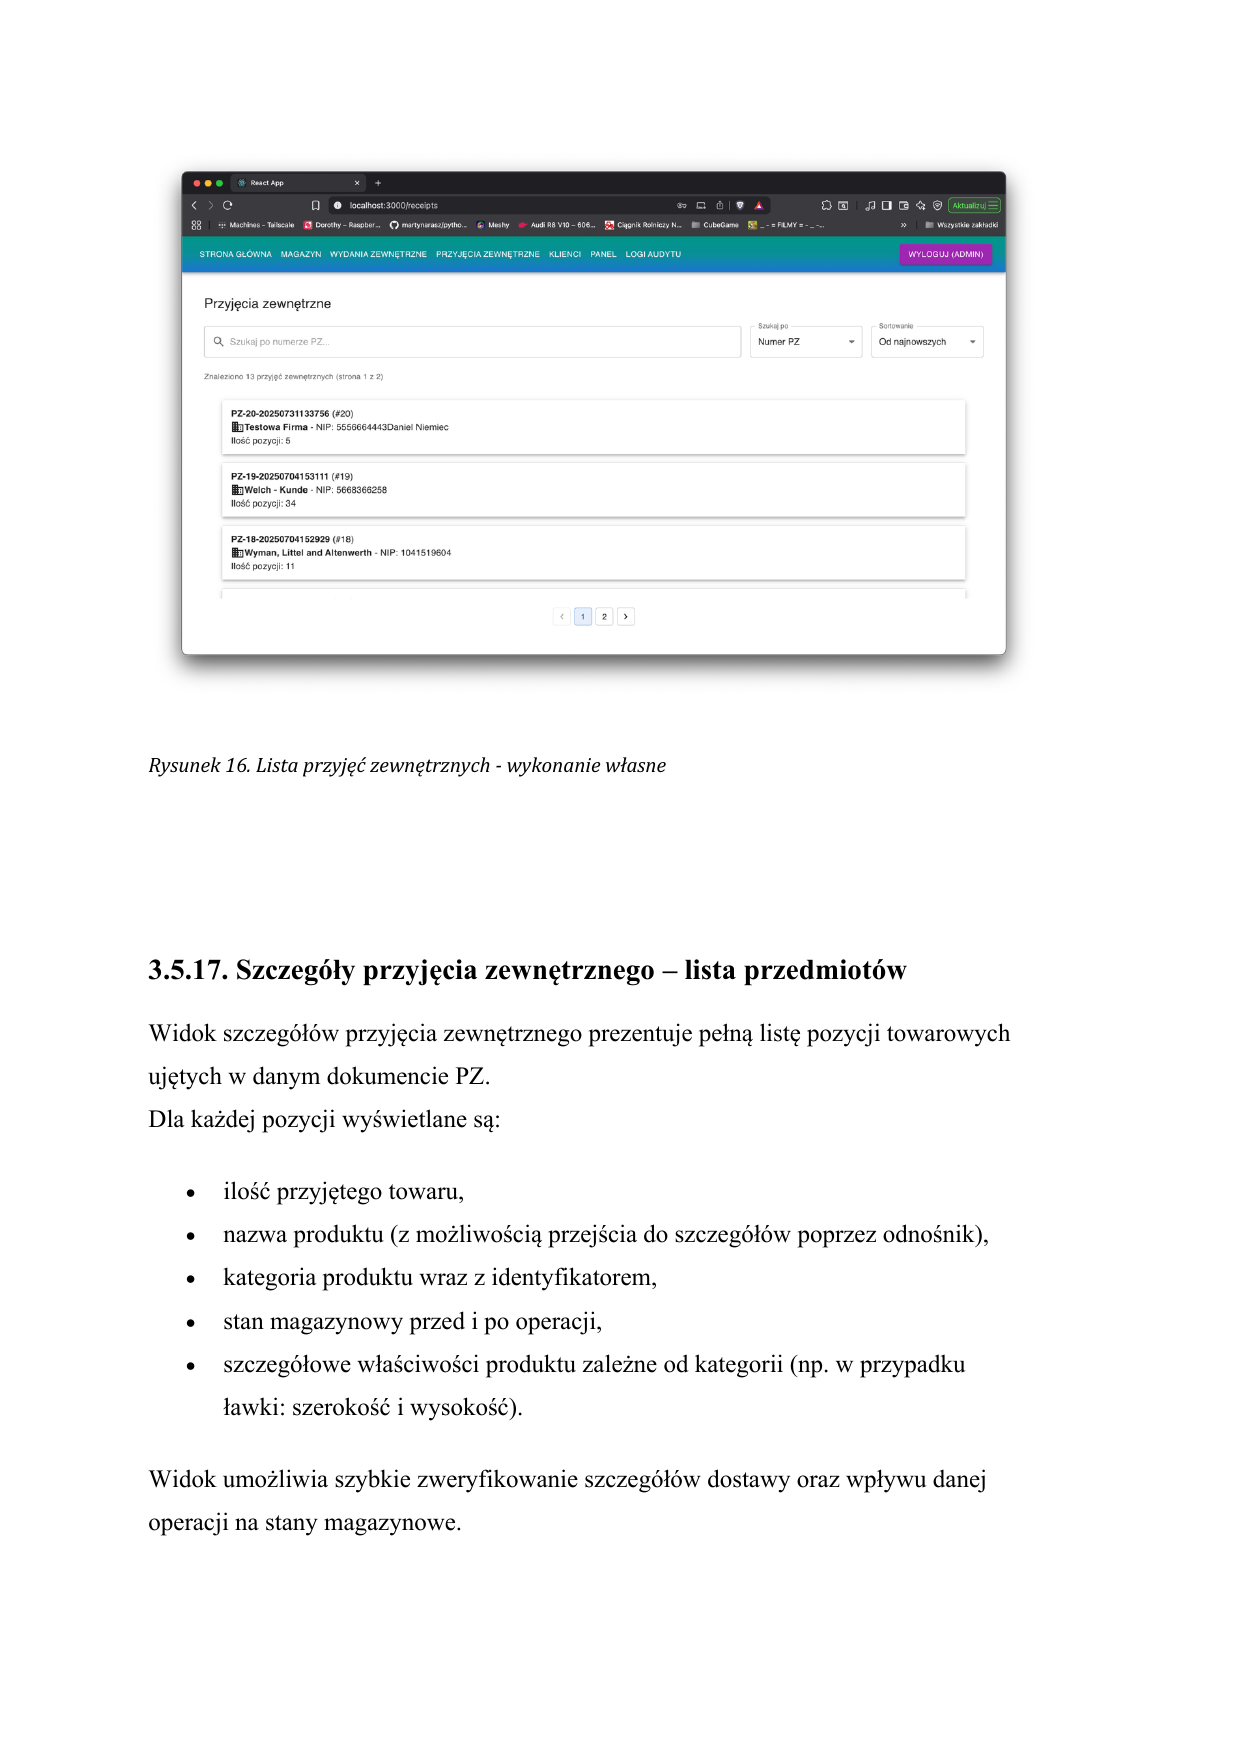 React App
localhost:3000/receipts
Aktualizuj
Machines – Tailscale
Dorothy – Raspber...
martynarasz/pytho...
Meshy
Audi R8 V10 – 606...
Ciągnik Rolniczy N...
CubeGame
_ - = FILMY = - _ -...
Wszystkie zakładki
STRONA GŁÓWNA MAGAZYN WYDANIA ZEWNĘTRZNE PRZYJĘCIA ZEWNĘTRZNE KLIENCI PANEL LOGI AUDYTU
WYLOGUJ (ADMIN)
Przyjęcia zewnętrzne
Szukaj po numerze PZ...
Szukaj po
Numer PZ
Sortowanie
Od najnowszych
Znaleziono 13 przyjęć zewnętrznych (strona 1 z 2)
PZ-20-20250731133756 (#20)
Testowa Firma - NIP: 5556664443Daniel Niemiec
Ilość pozycji: 5
PZ-19-20250704153111 (#19)
Welch - Kunde - NIP: 5668366258
Ilość pozycji: 34
PZ-18-20250704152929 (#18)
Wyman, Littel and Altenwerth - NIP: 1041519604
Ilość pozycji: 11
1 2
Rysunek 16. Lista przyjęć zewnętrznych - wykonanie własne
3.5.17. Szczegóły przyjęcia zewnętrznego – lista przedmiotów
Widok szczegółów przyjęcia zewnętrznego prezentuje pełną listę pozycji towarowych
ujętych w danym dokumencie PZ.
Dla każdej pozycji wyświetlane są:
• ilość przyjętego towaru,
• nazwa produktu (z możliwością przejścia do szczegółów poprzez odnośnik),
• kategoria produktu wraz z identyfikatorem,
• stan magazynowy przed i po operacji,
• szczegółowe właściwości produktu zależne od kategorii (np. w przypadku
ławki: szerokość i wysokość).
Widok umożliwia szybkie zweryfikowanie szczegółów dostawy oraz wpływu danej
operacji na stany magazynowe.